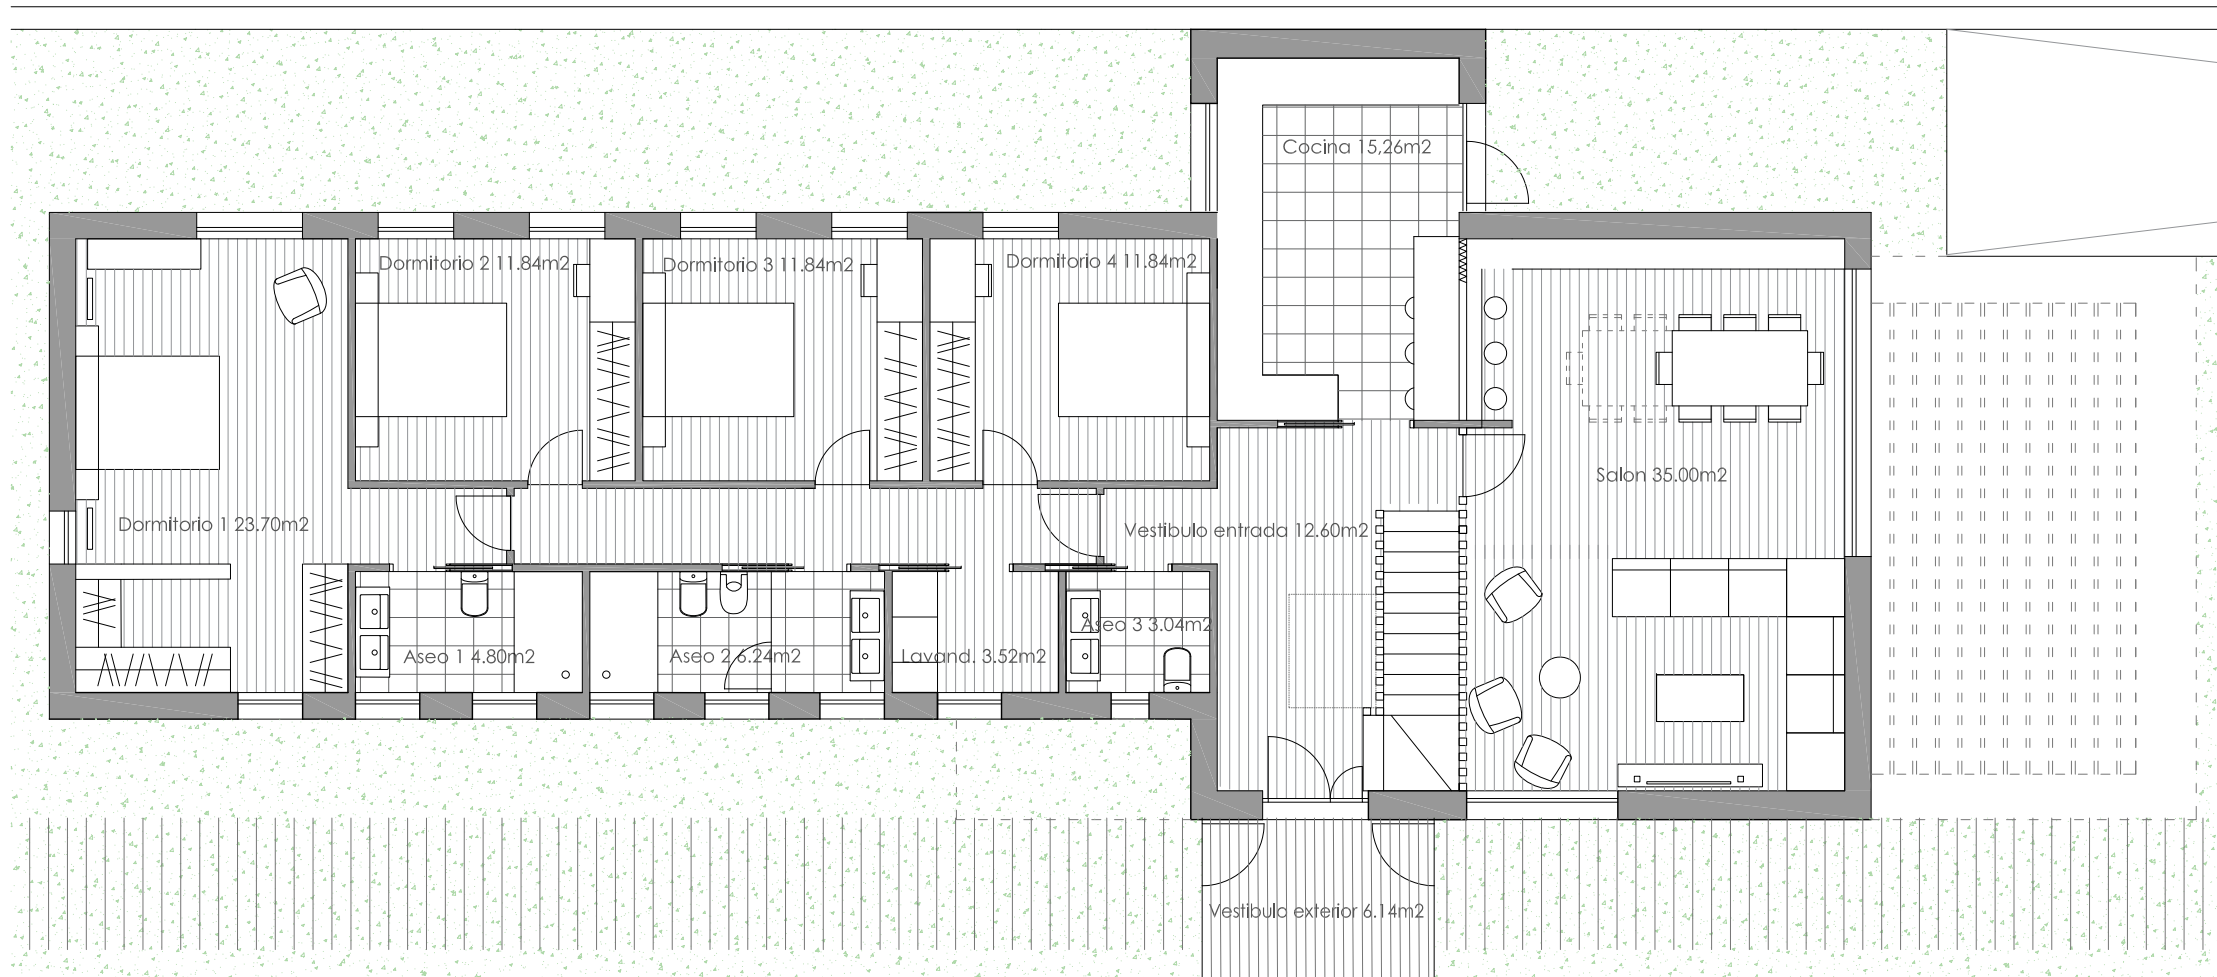 Cocina 15,26m2
Dormitorio 2 11.84m2
Dormitorio 3 11.84m2
Dormitorio 4 11.84m2
Salon 35.00m2
Dormitorio 1 23.70m2
Vestibulo entrada 12.60m2
Aseo 3 3.04m2
Aseo 1 4.80m2
Aseo 2 6.24m2
Lavand. 3.52m2
Vestibulo exterior 6.14m2